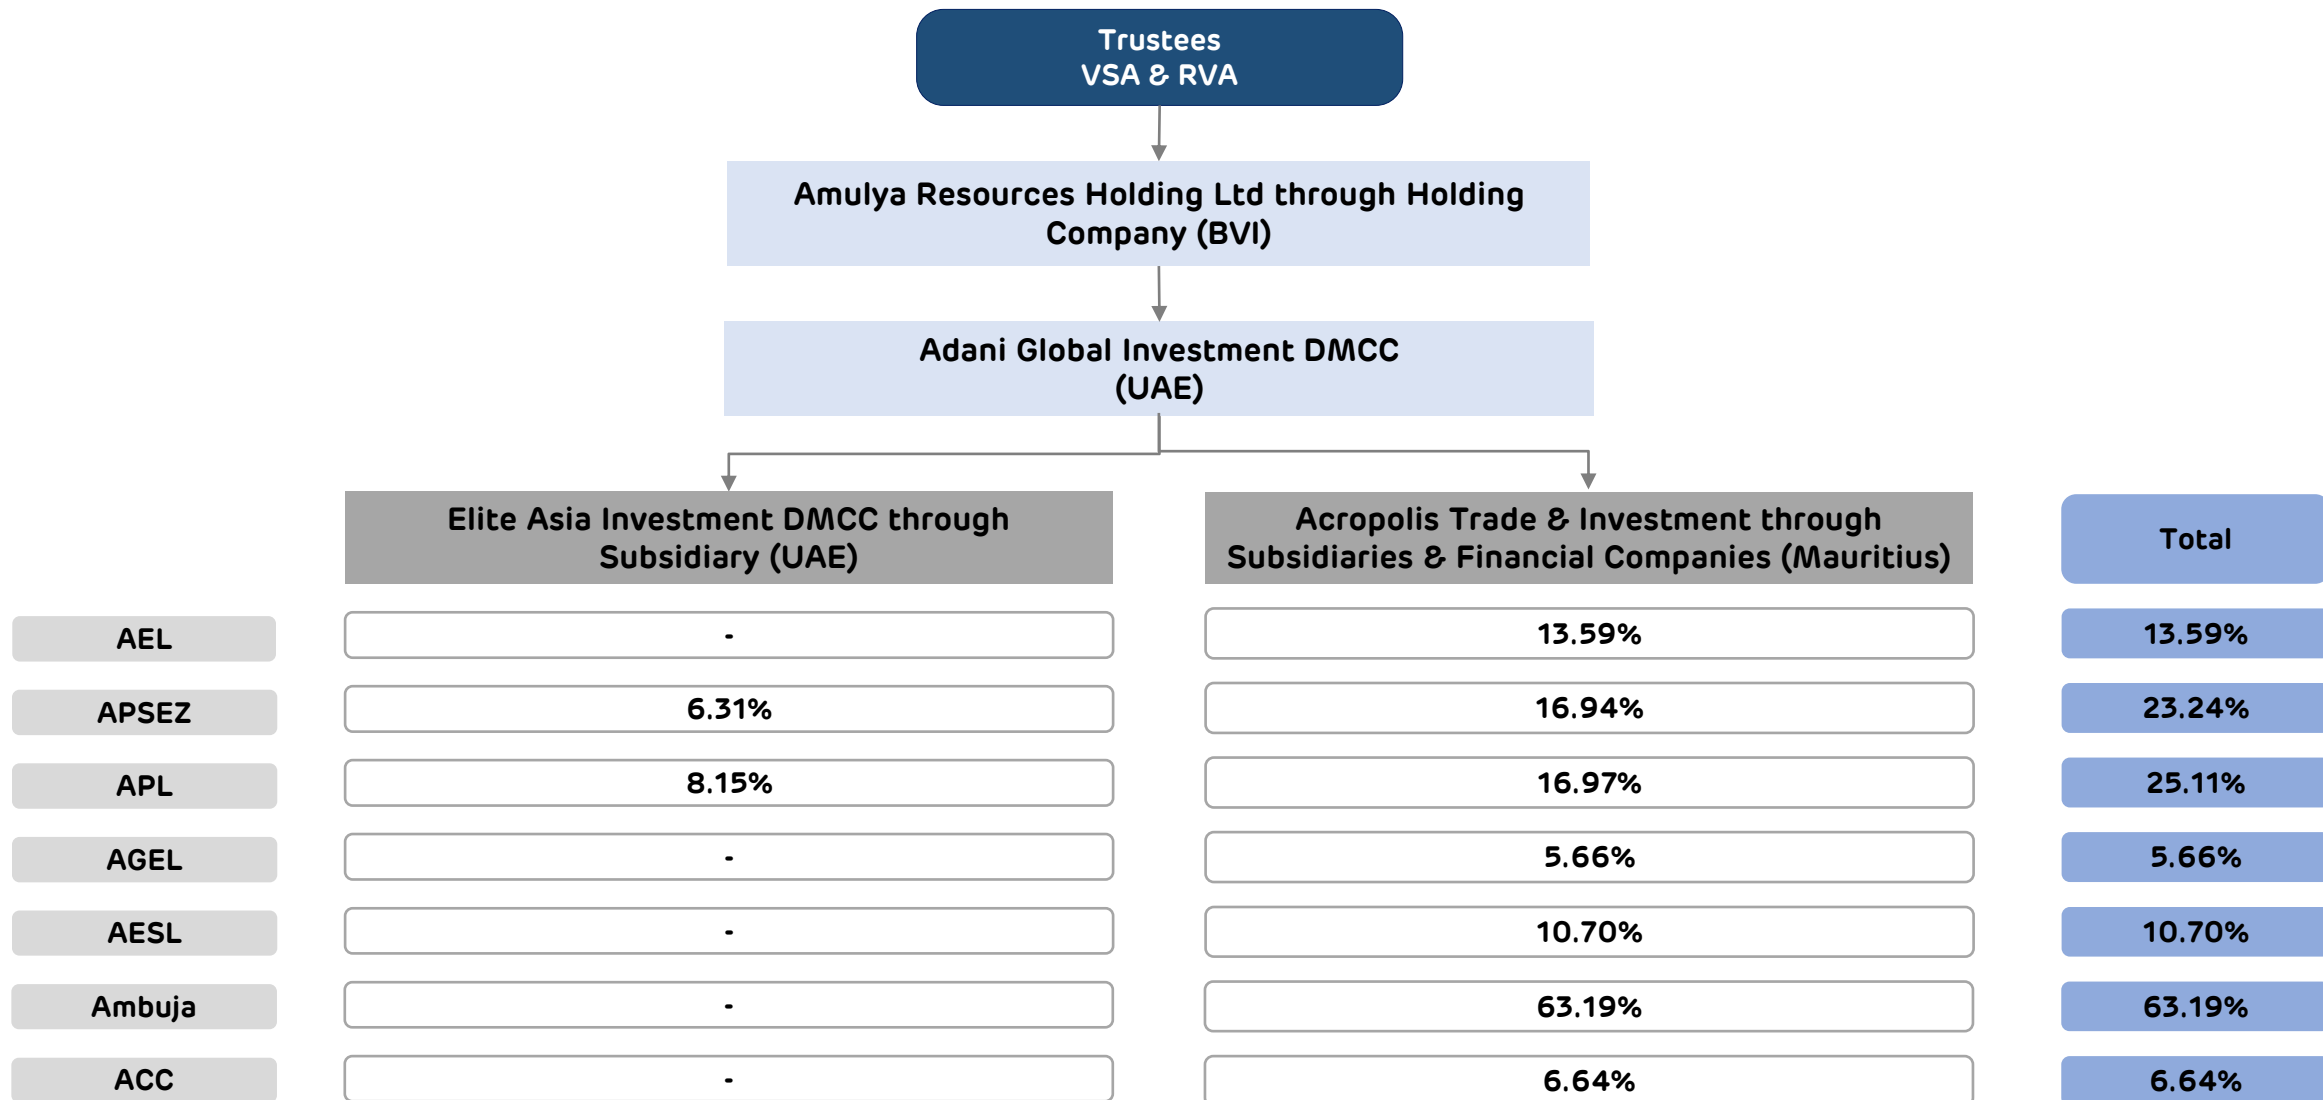 Trustees
VSA & RVA
Amulya Resources Holding Ltd through Holding
Company (BVI)
Adani Global Investment DMCC
(UAE)
Elite Asia Investment DMCC through
Subsidiary (UAE)
Acropolis Trade & Investment through
Subsidiaries & Financial Companies (Mauritius)
Total
AEL - 13.59% 13.59%
APSEZ 6.31% 16.94% 23.24%
APL 8.15% 16.97% 25.11%
AGEL - 5.66% 5.66%
AESL - 10.70% 10.70%
Ambuja - 63.19% 63.19%
ACC - 6.64% 6.64%